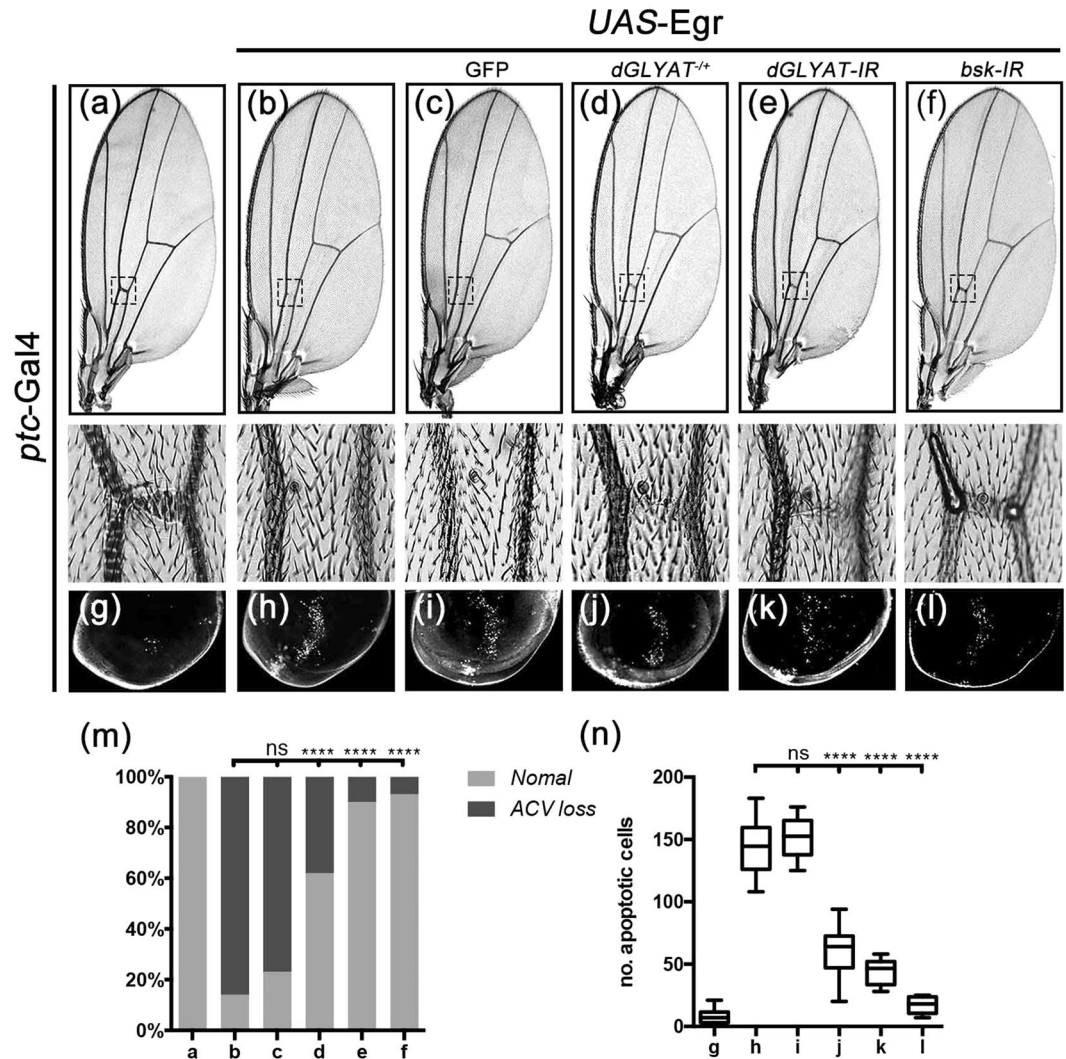 UAS-Egr
GFP
dGLYAT-/+
dGLYAT-IR
bsk-IR
ptc-Gal4
(a)
(b)
(c)
(d)
(e)
(f)
(g)
(h)
(i)
(j)
(k)
(l)
(m)
ns **** **** ****
100%
80%
60%
40%
20%
0%
a b c d e f
Nomal
ACV loss
(n)
ns **** **** ****
no. apoptotic cells
200
150
100
50
0
g h i j k l